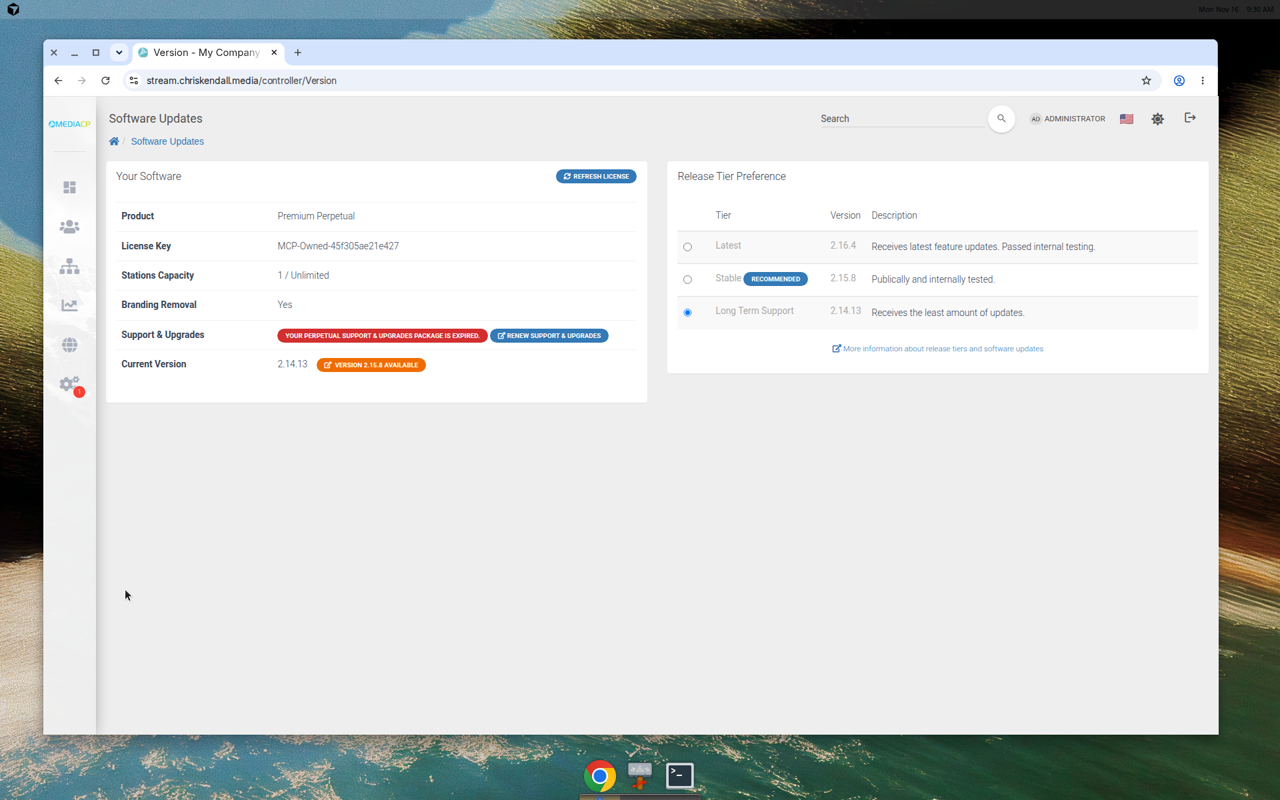 Mon Nov 16 9:30 AM
Version - My Company
stream.chriskendall.media/controller/Version
MEDIACP
Software Updates
Search
AD ADMINISTRATOR
/ Software Updates
Your Software
REFRESH LICENSE
Product Premium Perpetual
License Key MCP-Owned-45f305ae21e427
Stations Capacity 1 / Unlimited
Branding Removal Yes
Support & Upgrades YOUR PERPETUAL SUPPORT & UPGRADES PACKAGE IS EXPIRED. RENEW SUPPORT & UPGRADES
Current Version 2.14.13 VERSION 2.15.8 AVAILABLE
1
Release Tier Preference
Tier Version Description
Latest 2.16.4 Receives latest feature updates. Passed internal testing.
Stable RECOMMENDED 2.15.8 Publically and internally tested.
Long Term Support 2.14.13 Receives the least amount of updates.
More information about release tiers and software updates